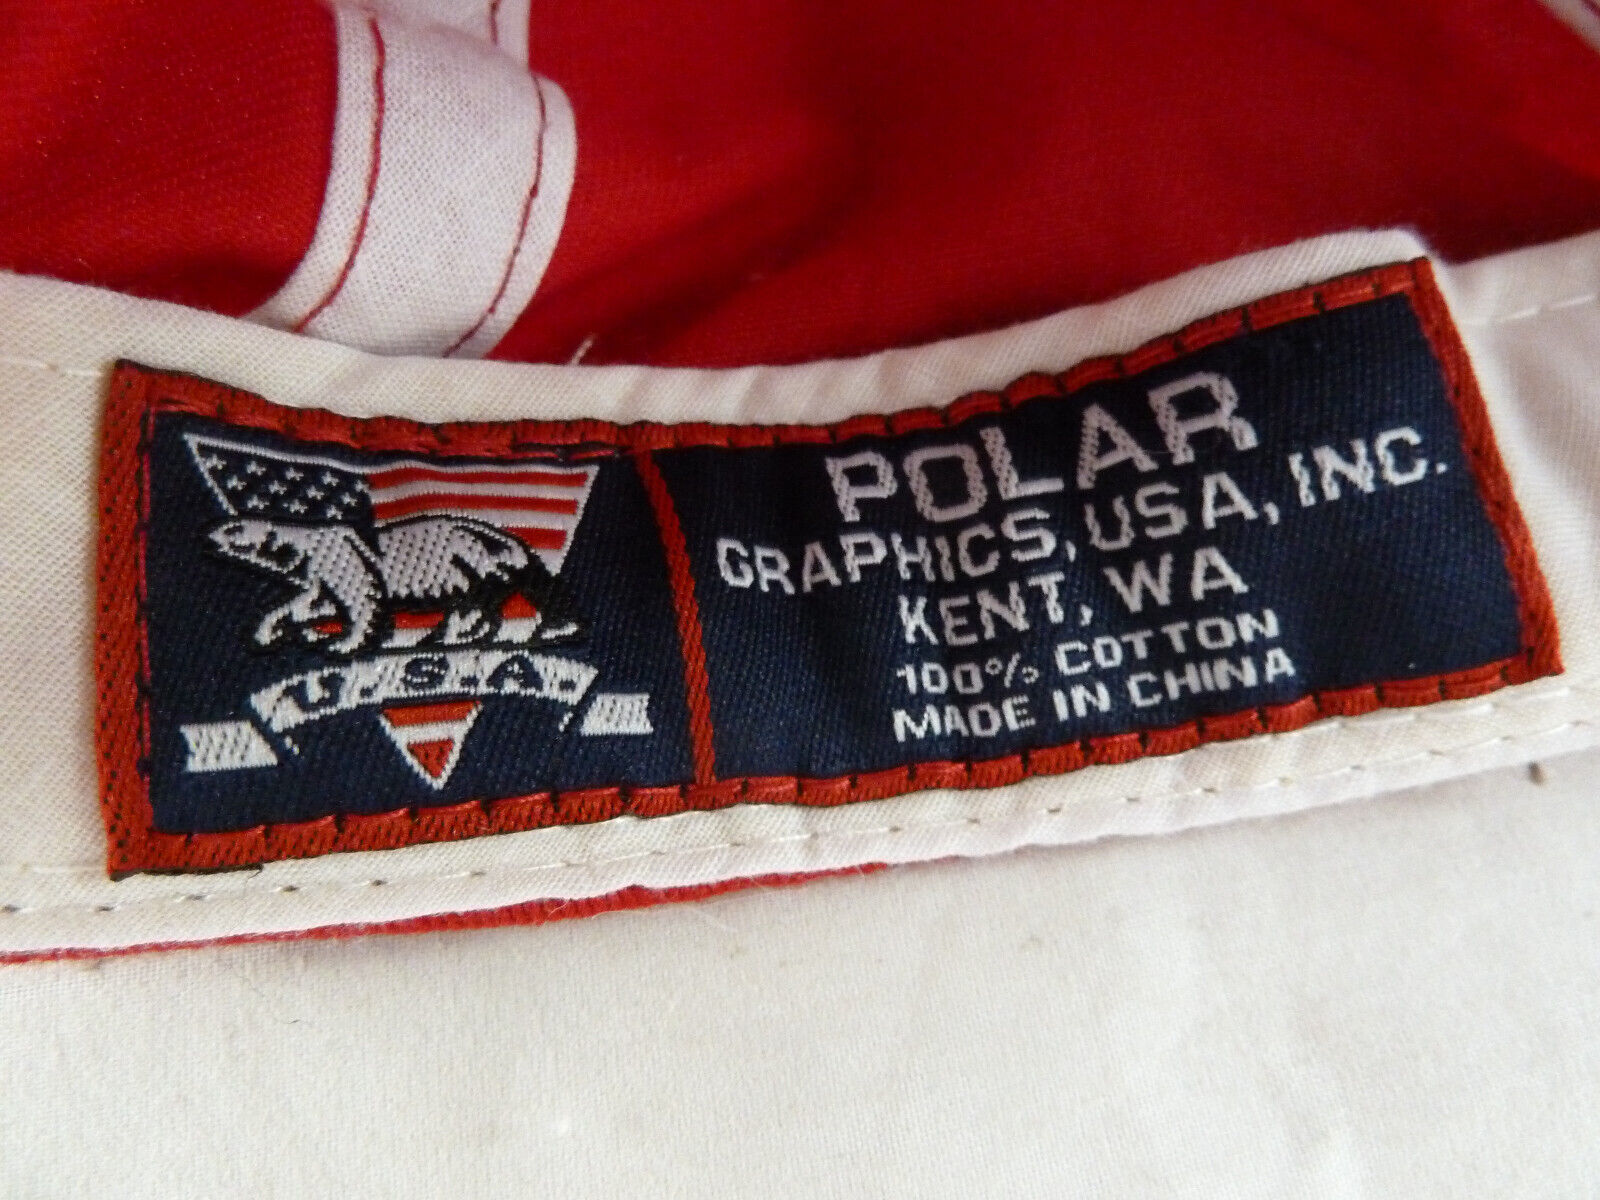 U.S.A.
POLAR
GRAPHICS, USA, INC.
KENT, WA
100% COTTON
MADE IN CHINA